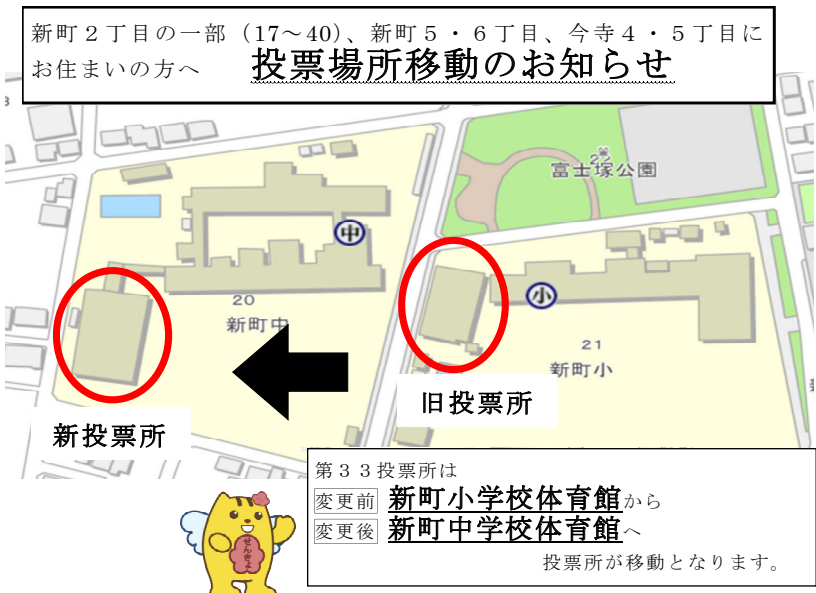 新町２丁目の一部（17～40）、新町５・６丁目、今寺４・５丁目に
お住まいの方へ　投票場所移動のお知らせ
富士塚公園
22
中
小
20
新町中
21
新町小
旧投票所
新投票所
第３３投票所は
変更前 新町小学校体育館から
変更後 新町中学校体育館へ
投票所が移動となります。
せんきょ